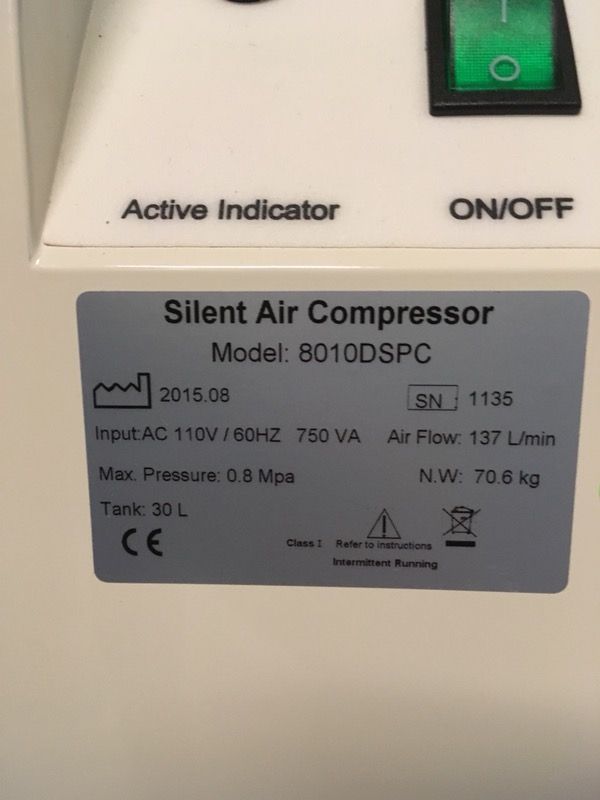 Active Indicator ON/OFF
Silent Air Compressor
Model: 8010DSPC
2015.08 SN 1135
Input:AC 110V / 60HZ 750 VA Air Flow: 137 L/min
Max. Pressure: 0.8 Mpa N.W: 70.6 kg
Tank: 30 L
CE
Class I Refer to instructions
Intermittent Running